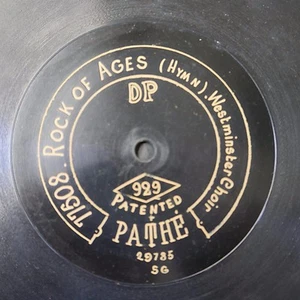 77508 . ROCK OF AGES (HYMN). Westminster Choir
DP
929
PATENTED
PATHÉ
29785
SG